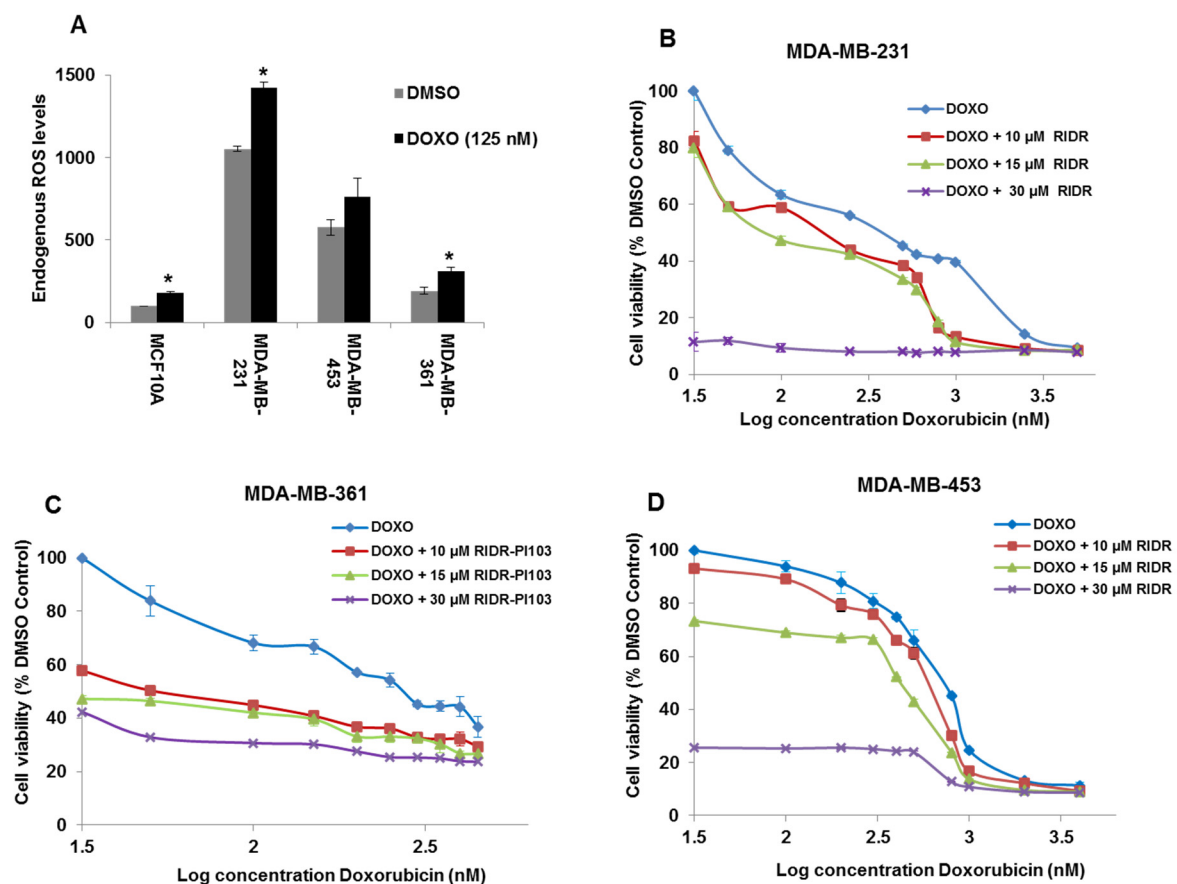 A
1500
1000
500
0
Endogenous ROS levels
*
*
*
DMSO
DOXO (125 nM)
MCF10A
MDA-MB-
231
MDA-MB-
453
MDA-MB-
361
B
MDA-MB-231
Cell viability (% DMSO Control)
100
80
60
40
20
0
DOXO
DOXO + 10 µM RIDR
DOXO + 15 µM RIDR
DOXO + 30 µM RIDR
1.5 2 2.5 3 3.5
Log concentration Doxorubicin (nM)
C
MDA-MB-361
Cell viability (% DMSO Control)
100
80
60
40
20
0
DOXO
DOXO + 10 µM RIDR-PI103
DOXO + 15 µM RIDR-PI103
DOXO + 30 µM RIDR-PI103
1.5 2 2.5
Log concentration Doxorubicin (nM)
D
MDA-MB-453
Cell viability (% DMSO Control)
100
80
60
40
20
0
DOXO
DOXO + 10 µM RIDR
DOXO + 15 µM RIDR
DOXO + 30 µM RIDR
1.5 2 2.5 3 3.5
Log concentration Doxorubicin (nM)